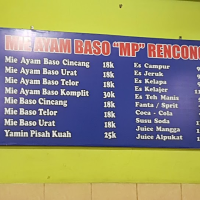 MIE AYAM BASO "MP" RENCONG
Mie Ayam Baso Cincang 18k
Mie Ayam Baso Urat 18k
Mie Ayam Baso Telor 18k
Mie Ayam Baso Komplit 30k
Mie Baso Cincang 18k
Mie Baso Telor 18k
Mie Baso Urat 18k
Yamin Pisah Kuah 25k
Es Campur
Es Jeruk
Es Kelapa
Es Kelajer
Es Teh Manis
Fanta / Sprit
Coca - Cola
Susu Soda
Juice Mangga
Juice Alpukat